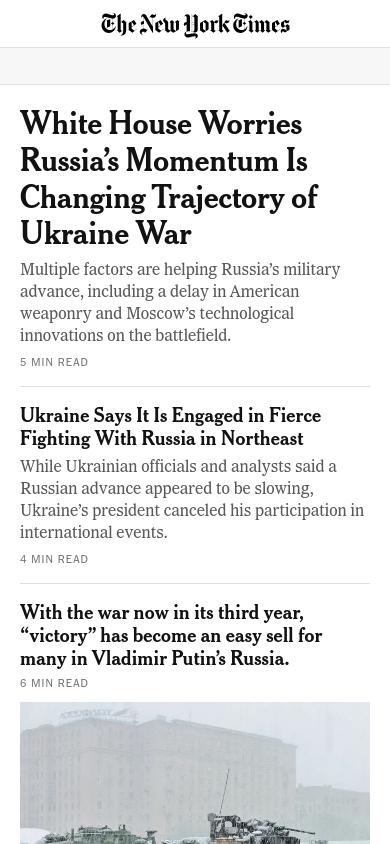 The New York Times
White House Worries
Russia’s Momentum Is
Changing Trajectory of
Ukraine War
Multiple factors are helping Russia’s military
advance, including a delay in American
weaponry and Moscow’s technological
innovations on the battlefield.
5 MIN READ
Ukraine Says It Is Engaged in Fierce
Fighting With Russia in Northeast
While Ukrainian officials and analysts said a
Russian advance appeared to be slowing,
Ukraine’s president canceled his participation in
international events.
4 MIN READ
With the war now in its third year,
“victory” has become an easy sell for
many in Vladimir Putin’s Russia.
6 MIN READ